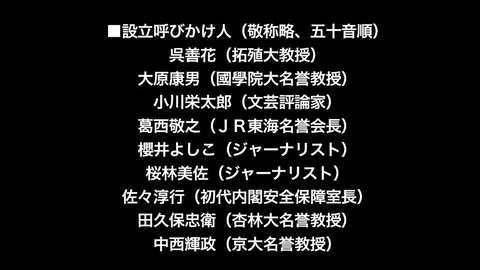 ■設立呼びかけ人（敬称略、五十音順）
呉善花（拓殖大教授）
大原康男（國學院大名誉教授）
小川栄太郎（文芸評論家）
葛西敬之（ＪＲ東海名誉会長）
櫻井よしこ（ジャーナリスト）
桜林美佐（ジャーナリスト）
佐々淳行（初代内閣安全保障室長）
田久保忠衛（杏林大名誉教授）
中西輝政（京大名誉教授）